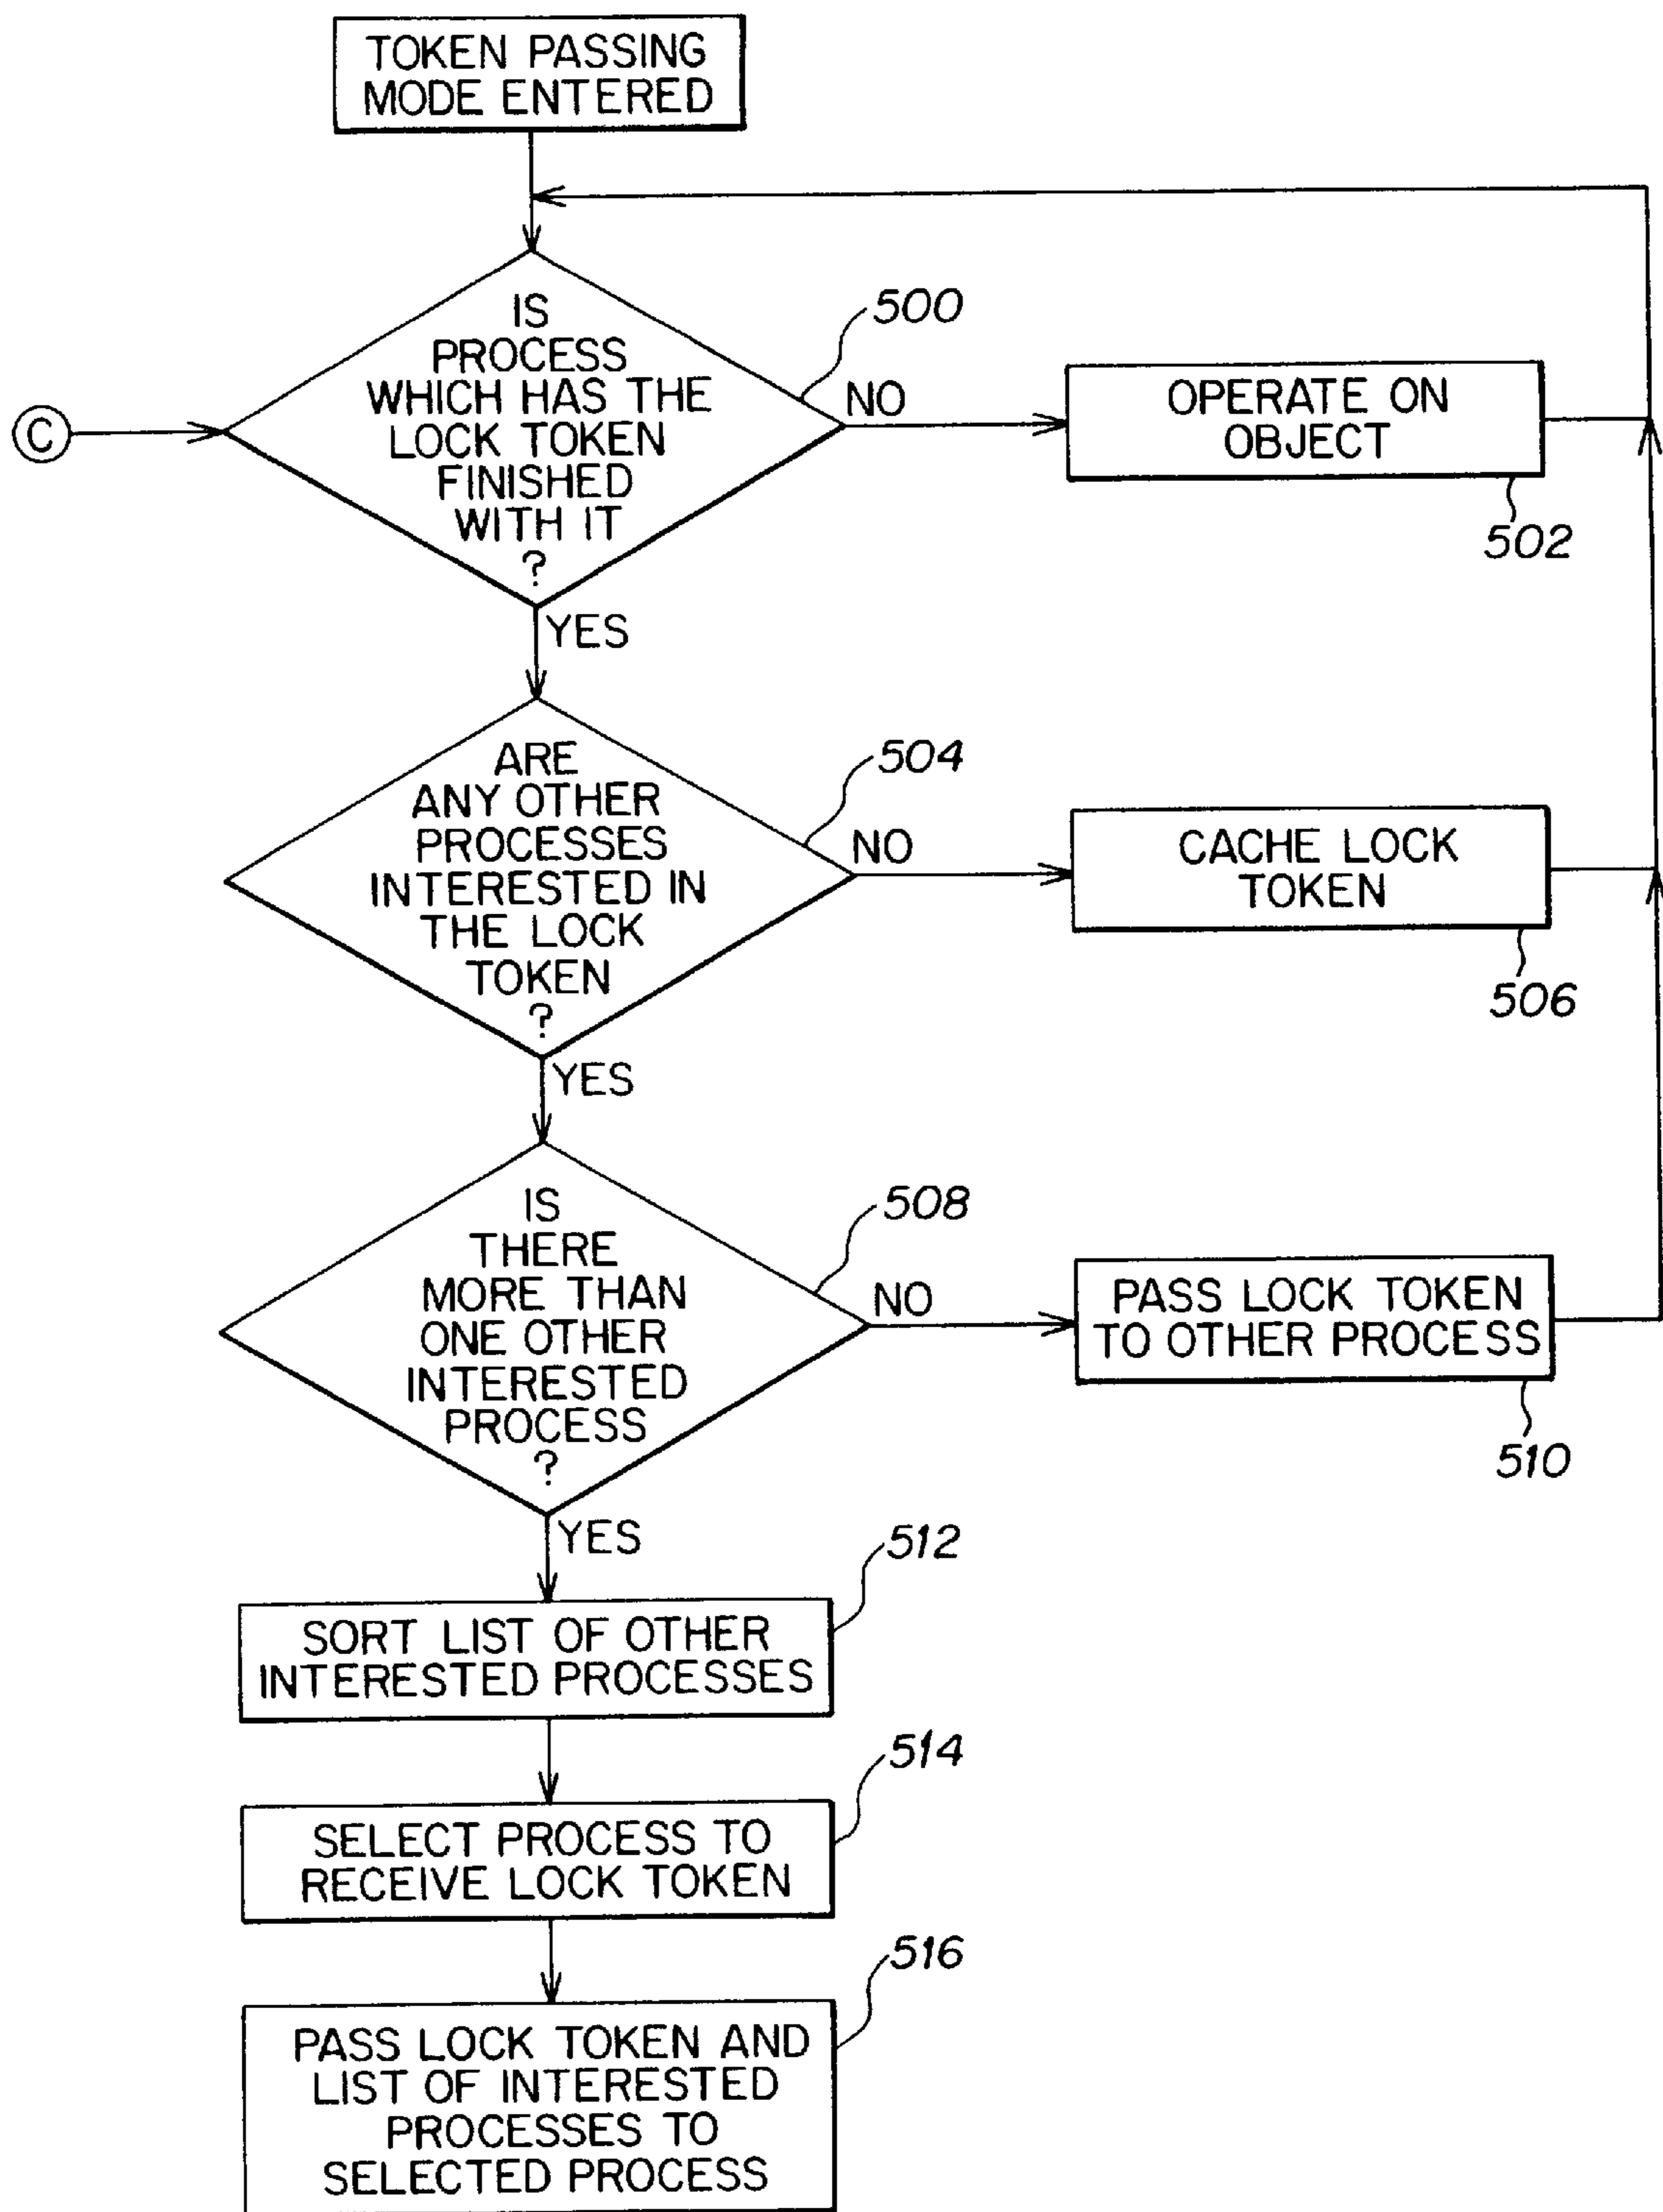 TOKEN PASSING
MODE ENTERED
IS
PROCESS
WHICH HAS THE
LOCK TOKEN
FINISHED
WITH IT
?
500
NO
OPERATE ON
OBJECT
502
C
YES
ARE
ANY OTHER
PROCESSES
INTERESTED IN
THE LOCK
TOKEN
?
504
NO
CACHE LOCK
TOKEN
506
YES
IS
THERE
MORE THAN
ONE OTHER
INTERESTED
PROCESS
?
508
NO
PASS LOCK TOKEN
TO OTHER PROCESS
510
YES
512
SORT LIST OF OTHER
INTERESTED PROCESSES
514
SELECT PROCESS TO
RECEIVE LOCK TOKEN
516
PASS LOCK TOKEN AND
LIST OF INTERESTED
PROCESSES TO
SELECTED PROCESS